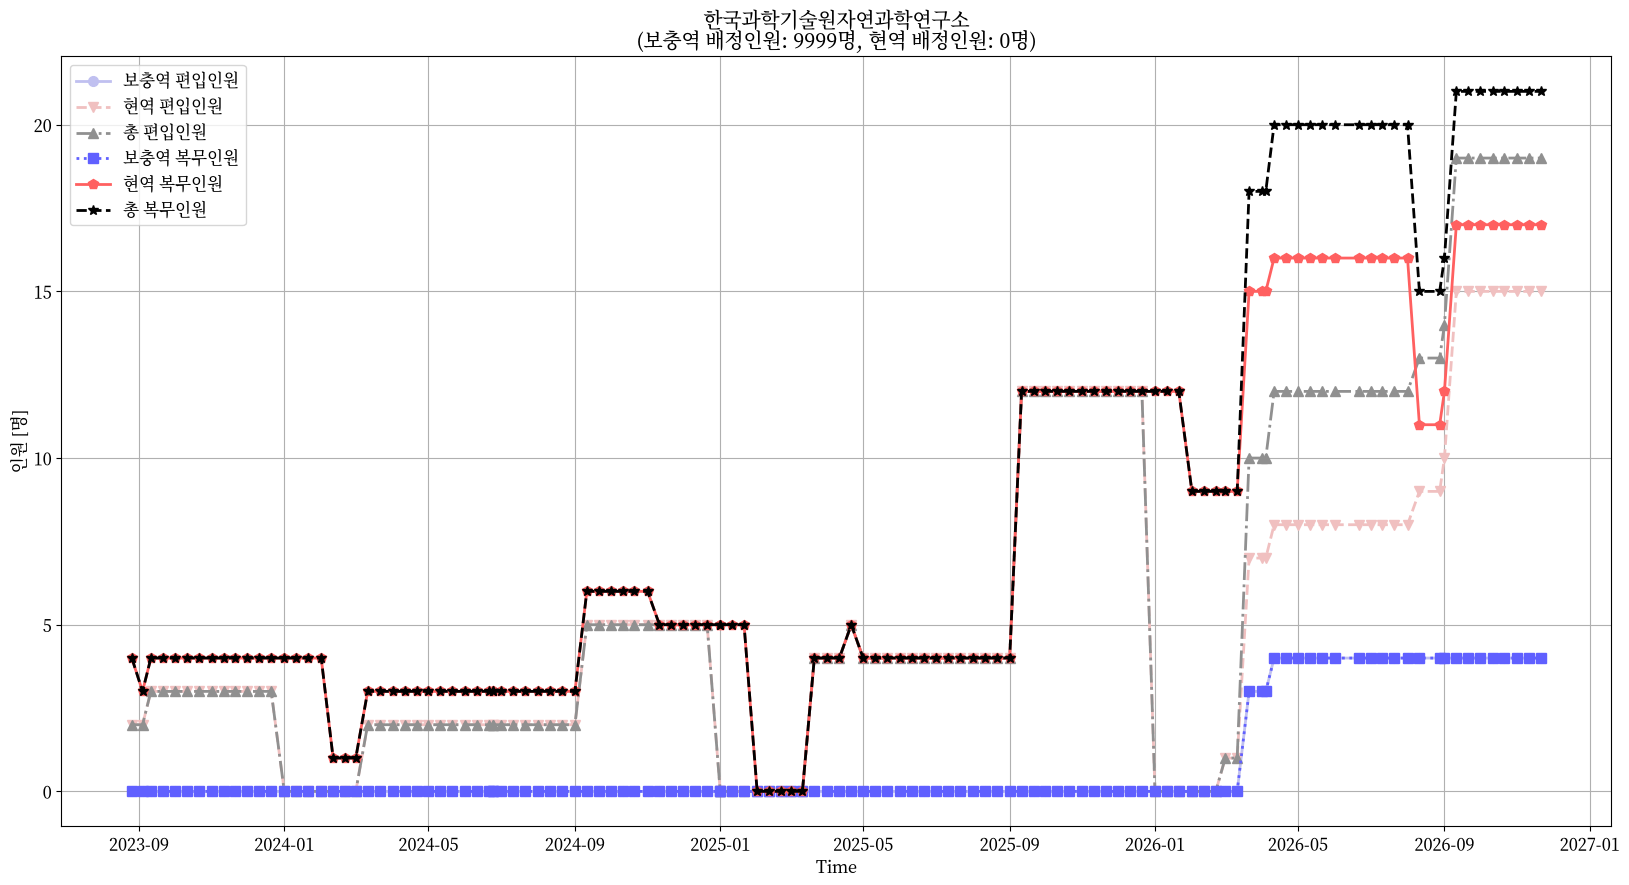 한국과학기술원자연과학연구소
(보충역 배정인원: 9999명, 현역 배정인원: 0명)
보충역 편입인원
현역 편입인원
총 편입인원
보충역 복무인원
현역 복무인원
총 복무인원
인원 [명]
20
15
10
5
0
2023-09
2024-01
2024-05
2024-09
2025-01
2025-05
2025-09
2026-01
2026-05
2026-09
2027-01
Time